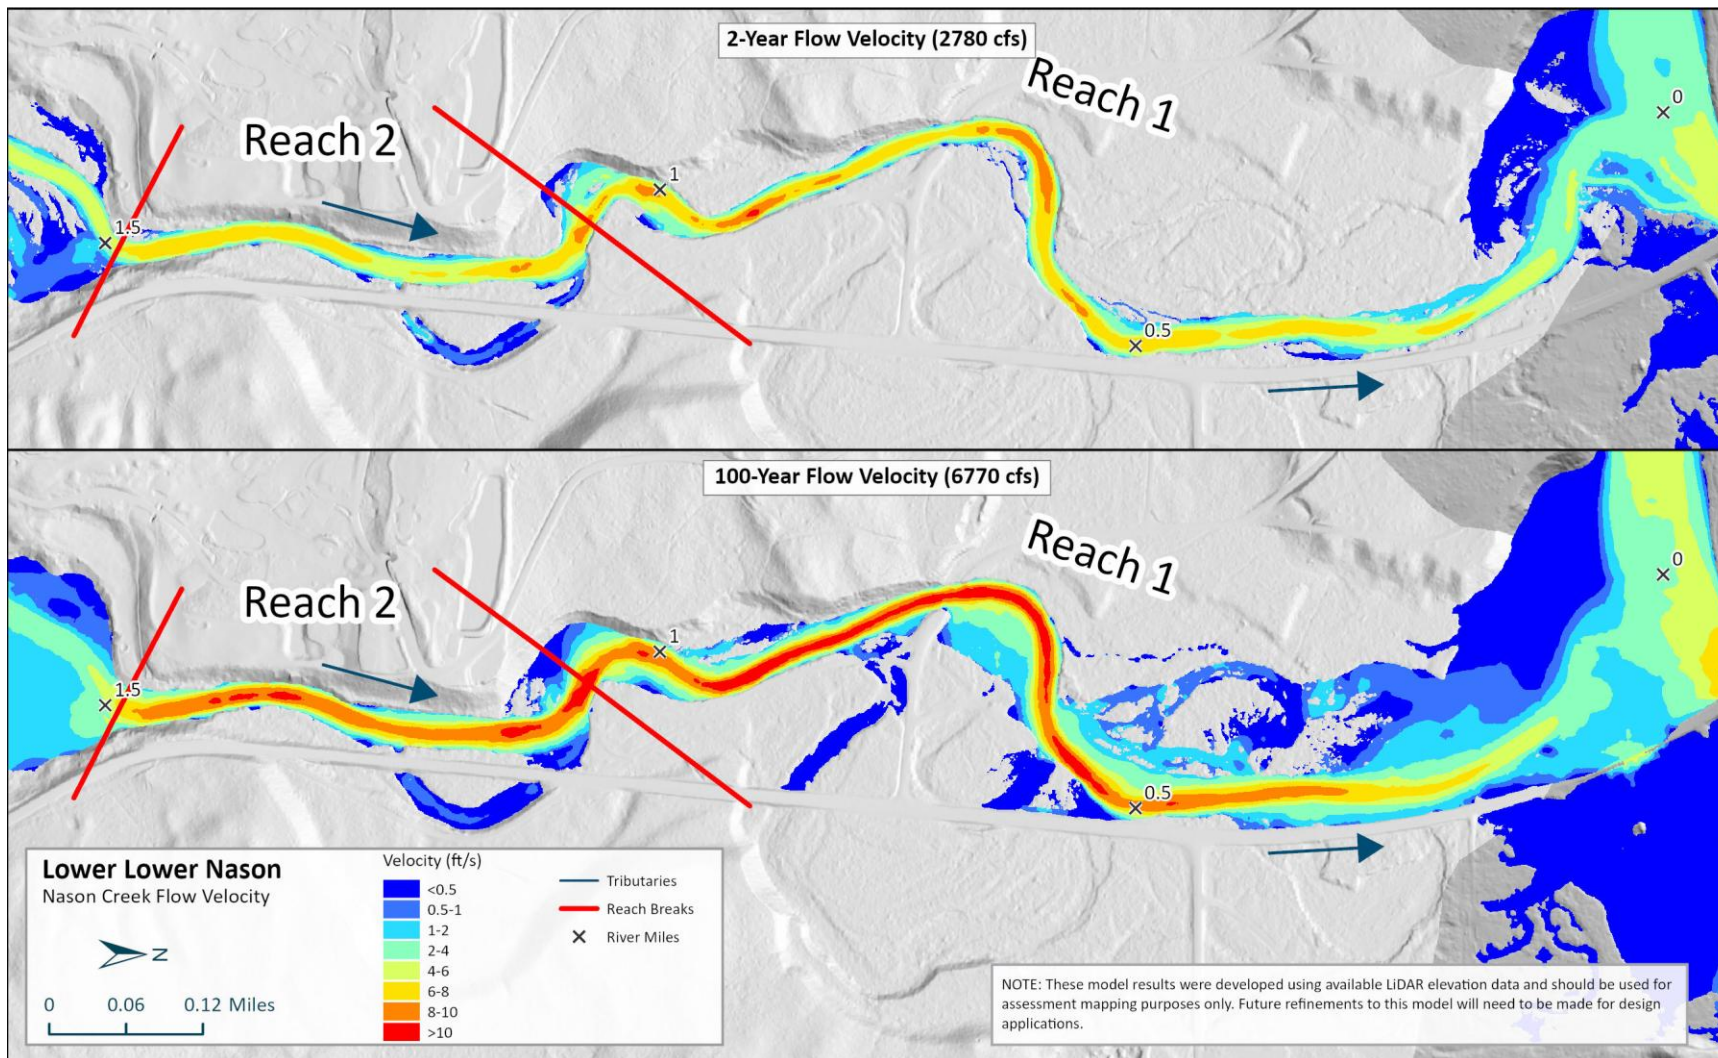 2-Year Flow Velocity (2780 cfs)
Reach 1
0
Reach 2
1
1.5
0.5
100-Year Flow Velocity (6770 cfs)
Reach 1
0
Reach 2
1
1.5
0.5
Lower Lower Nason
Nason Creek Flow Velocity
N
0 0.06 0.12 Miles
Velocity (ft/s)
<0.5
0.5-1
1-2
2-4
4-6
6-8
8-10
>10
Tributaries
Reach Breaks
River Miles
NOTE: These model results were developed using available LiDAR elevation data and should be used for
assessment mapping purposes only. Future refinements to this model will need to be made for design
applications.